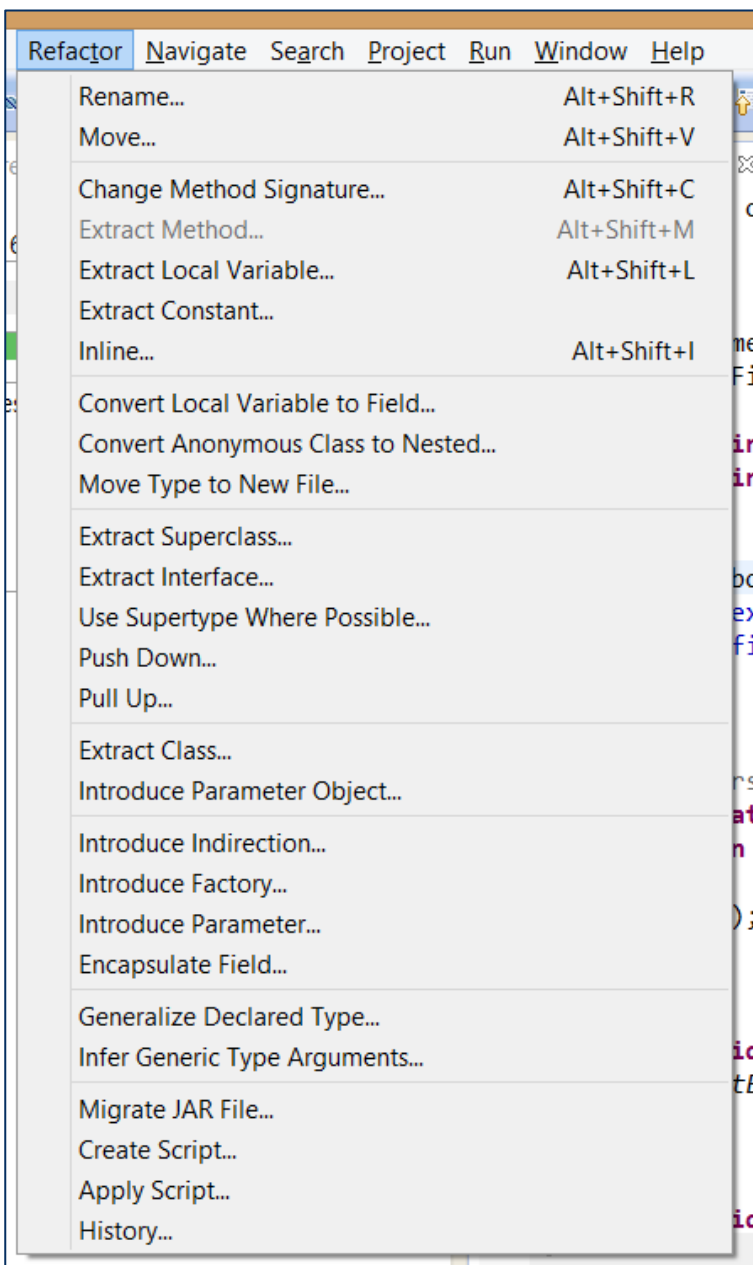 Refactor Navigate Search Project Run Window Help
Rename... Alt+Shift+R
Move... Alt+Shift+V
Change Method Signature... Alt+Shift+C
Extract Method... Alt+Shift+M
Extract Local Variable... Alt+Shift+L
Extract Constant...
Inline... Alt+Shift+I
Convert Local Variable to Field...
Convert Anonymous Class to Nested...
Move Type to New File...
Extract Superclass...
Extract Interface...
Use Supertype Where Possible...
Push Down...
Pull Up...
Extract Class...
Introduce Parameter Object...
Introduce Indirection...
Introduce Factory...
Introduce Parameter...
Encapsulate Field...
Generalize Declared Type...
Infer Generic Type Arguments...
Migrate JAR File...
Create Script...
Apply Script...
History...